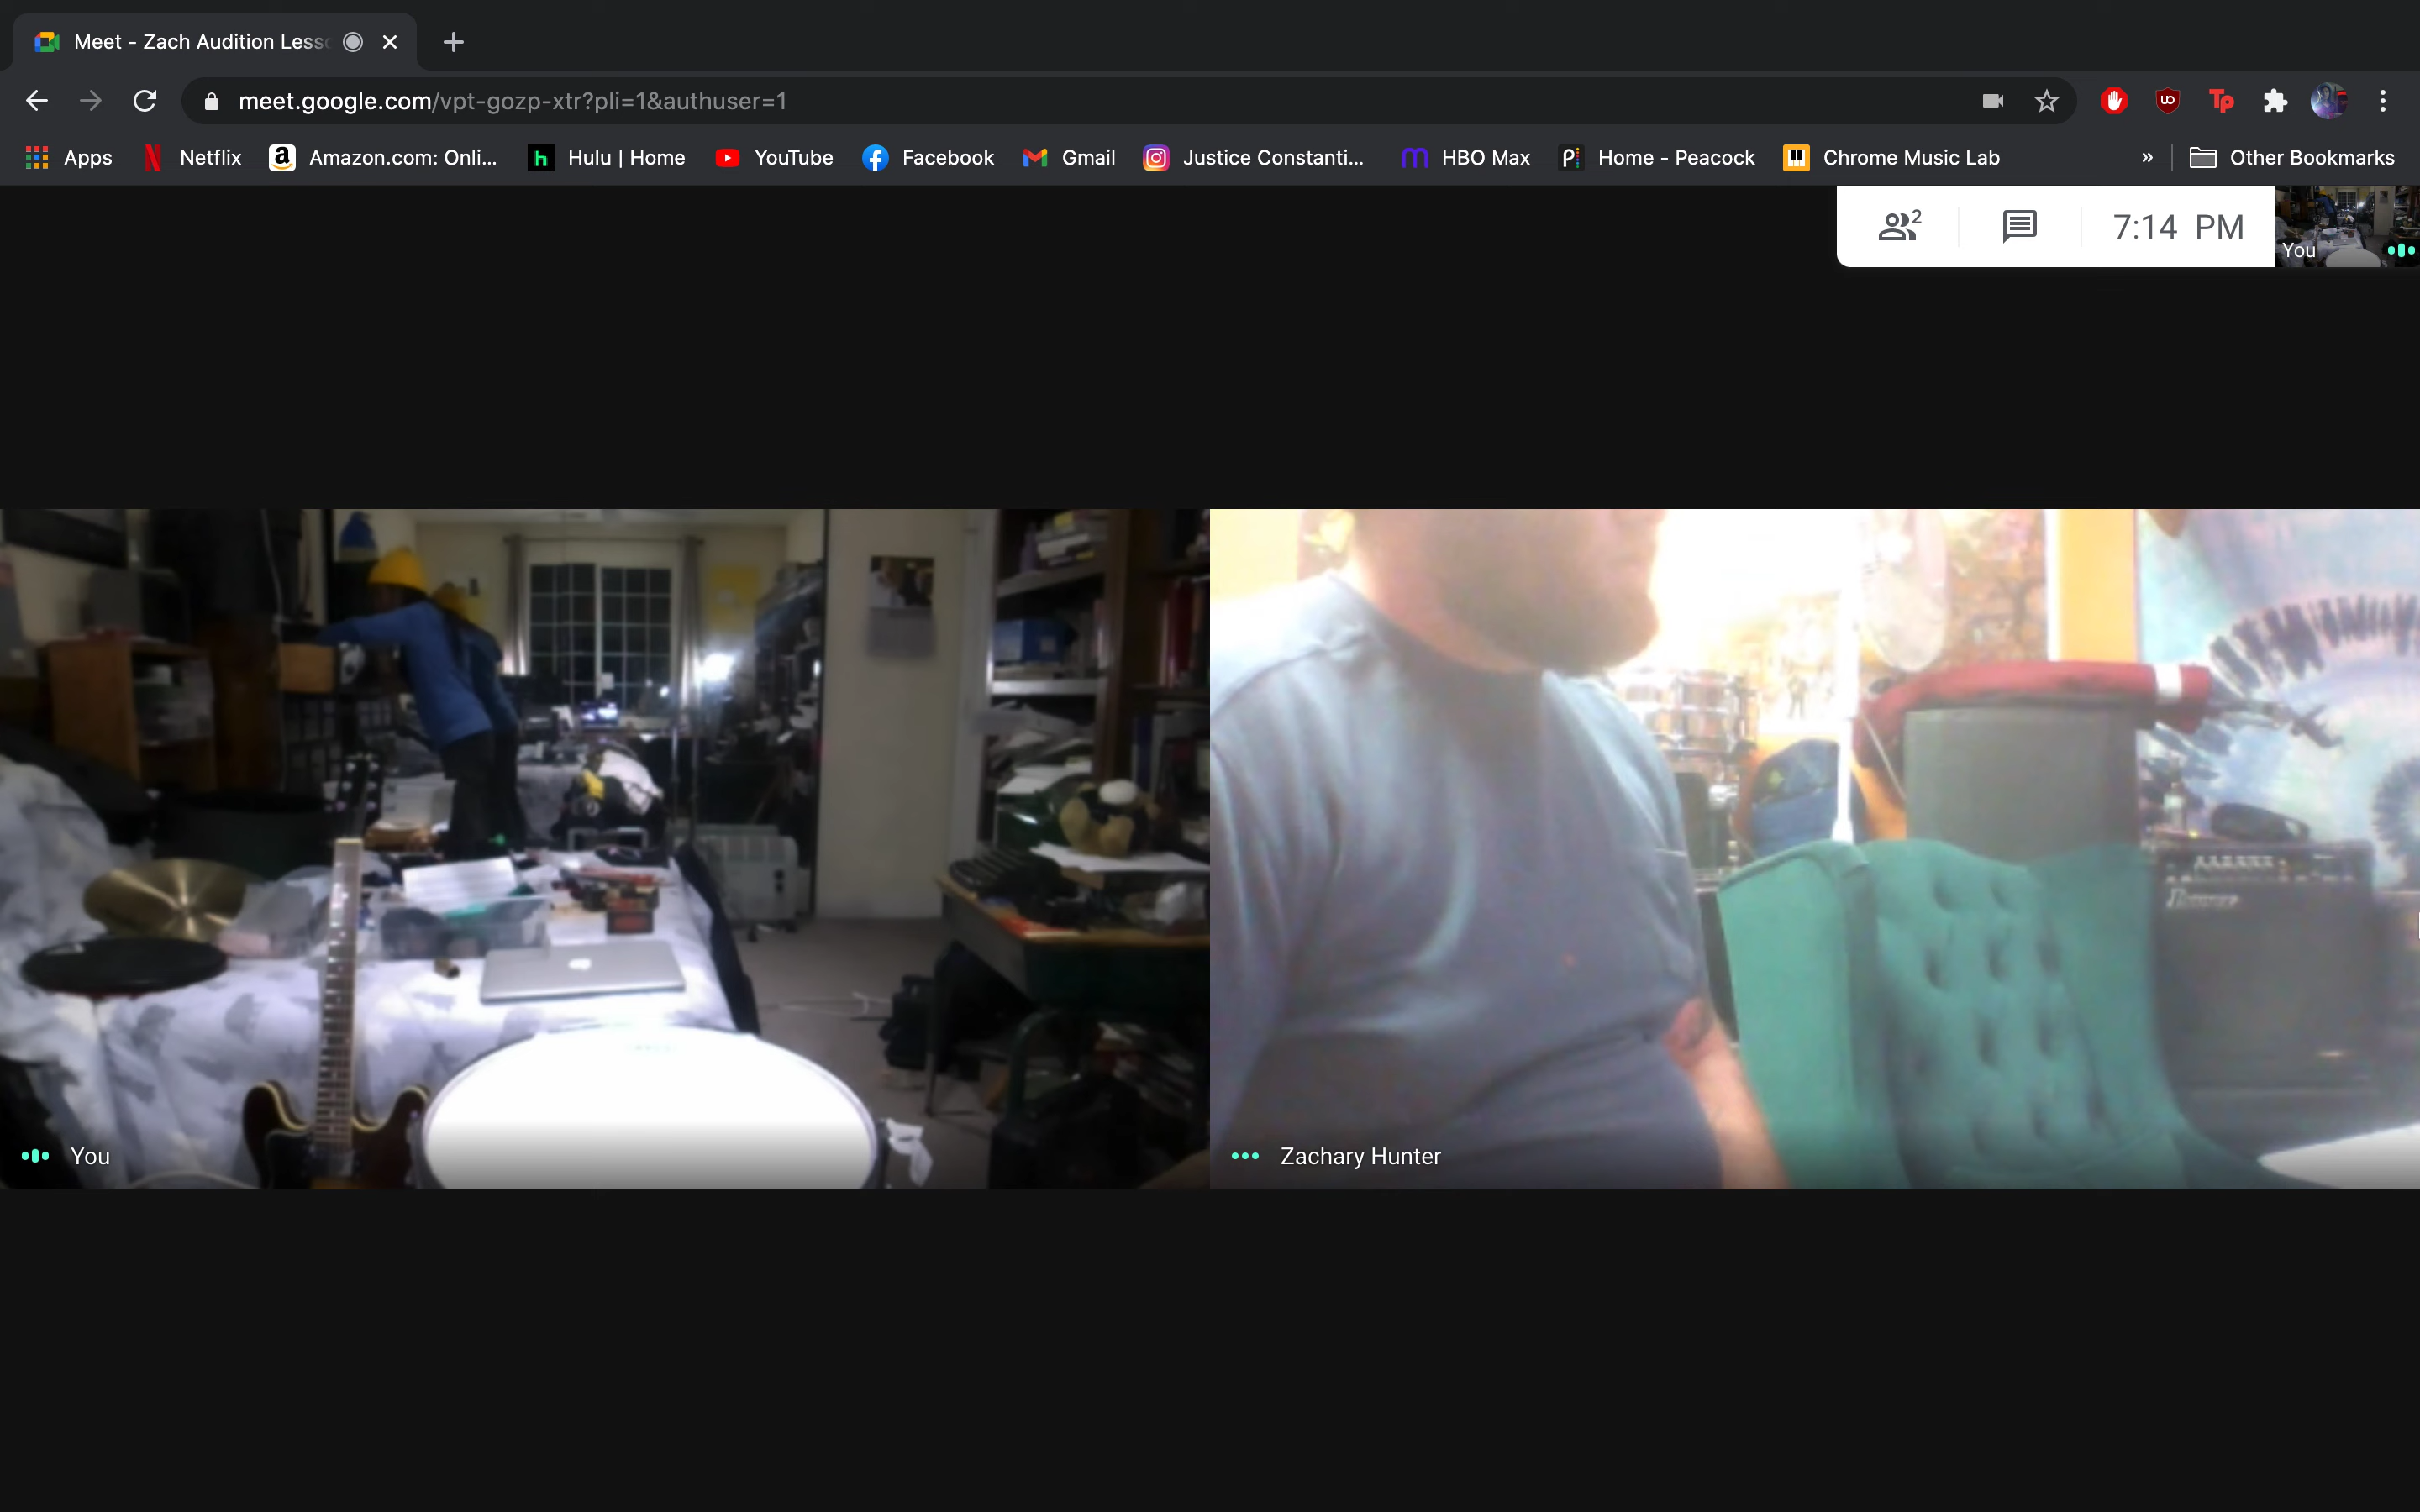 Meet - Zach Audition Less
meet.google.com/vpt-gozp-xtr?pli=1&authuser=1
Apps Netflix Amazon.com: Onli... Hulu | Home YouTube Facebook Gmail Justice Constanti... HBO Max Home - Peacock Chrome Music Lab » Other Bookmarks
2 7:14 PM You
Ibanez
You Zachary Hunter